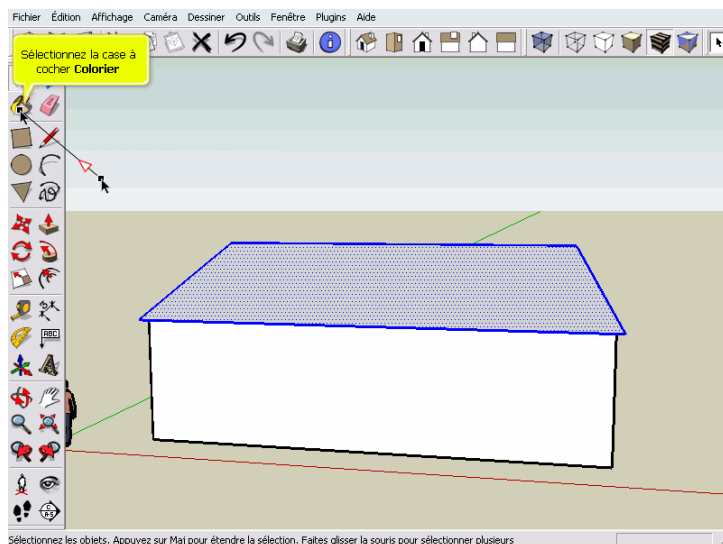 Fichier Édition Affichage Caméra Dessiner Outils Fenêtre Plugins Aide
Sélectionnez la case à
cocher Colorier
ABC
A
Sélectionnez les objets. Appuyez sur Maj pour étendre la sélection. Faites glisser la souris pour sélectionner plusieurs